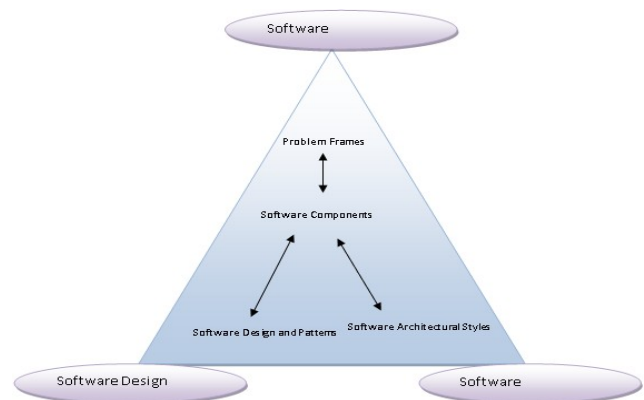 Software
Problem Frames
Software Components
Software Design and Patterns
Software Architectural Styles
Software Design
Software